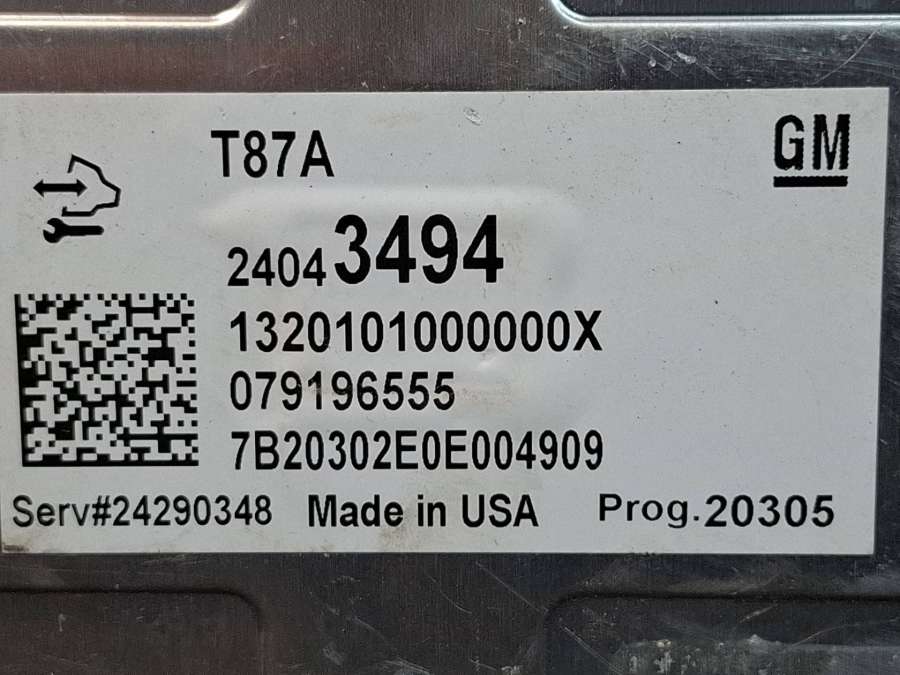 T87A
GM
24043494
1320101000000X
079196555
7B20302E0E004909
Serv#24290348 Made in USA Prog.20305